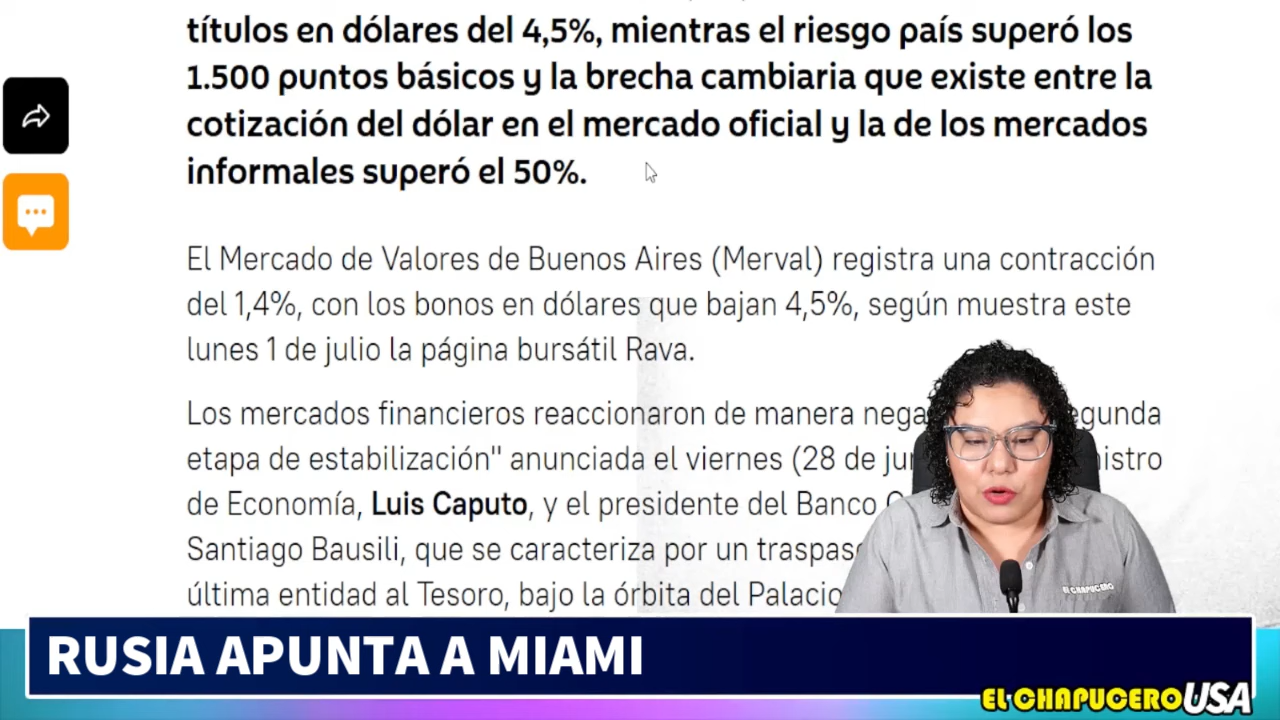 títulos en dólares del 4,5%, mientras el riesgo país superó los
1.500 puntos básicos y la brecha cambiaria que existe entre la
cotización del dólar en el mercado oficial y la de los mercados
informales superó el 50%.
El Mercado de Valores de Buenos Aires (Merval) registra una contracción
del 1,4%, con los bonos en dólares que bajan 4,5%, según muestra este
lunes 1 de julio la página bursátil Rava.
Los mercados financieros reaccionaron de manera
etapa de estabilización" anunciada el viernes (28 de
de Economía, Luis Caputo, y el presidente del Banco
Santiago Bausili, que se caracteriza por un
última entidad al Tesoro, bajo la órbita del Palacio
EL CHAPUCERO
RUSIA APUNTA A MIAMI
EL CHAPUCERO USA